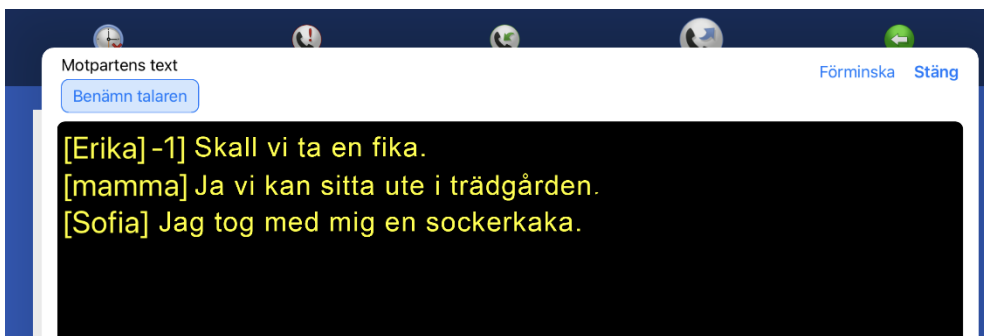 Motpartens text
Förminska Stäng
Benämn talaren
[Erika] -1] Skall vi ta en fika.
[mamma] Ja vi kan sitta ute i trädgården.
[Sofia] Jag tog med mig en sockerkaka.